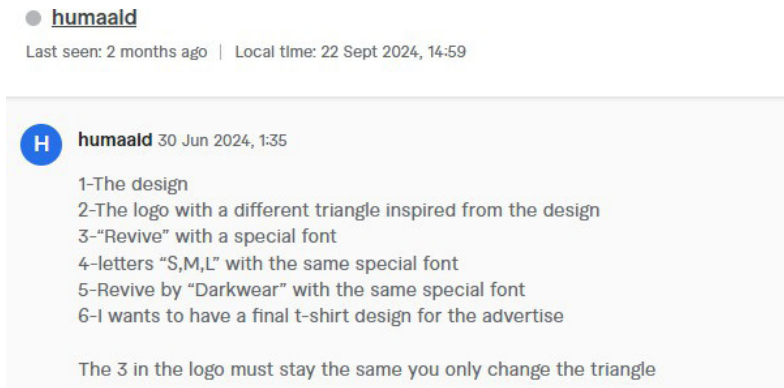 humaald
Last seen: 2 months ago | Local time: 22 Sept 2024, 14:59
H
humaald 30 Jun 2024, 1:35
1-The design
2-The logo with a different triangle inspired from the design
3-“Revive” with a special font
4-letters “S,M,L” with the same special font
5-Revive by “Darkwear” with the same special font
6-I wants to have a final t-shirt design for the advertise
The 3 in the logo must stay the same you only change the triangle